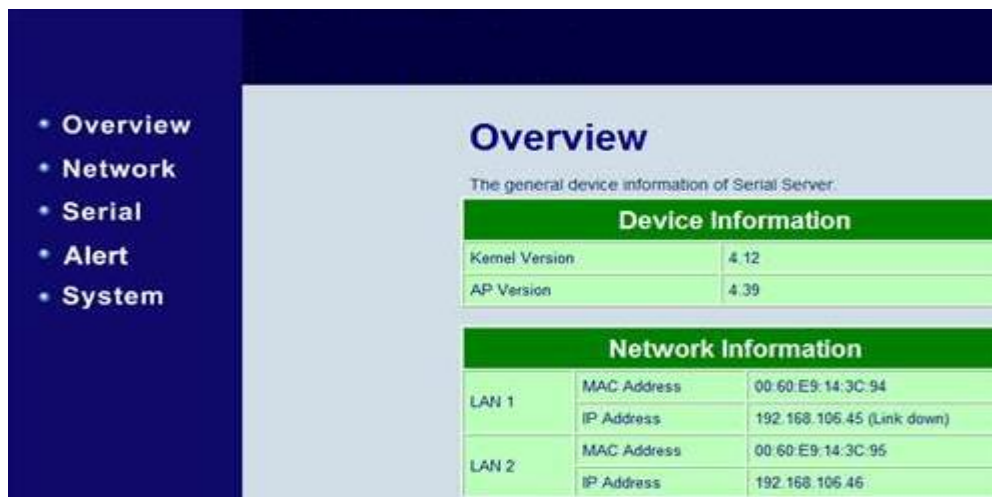 Overview
Network
Serial
Alert
System
Overview
The general device information of Serial Server.
Device Information
Kernel Version 4.12
AP Version 4.39
Network Information
LAN 1
MAC Address 00:60:E9:14:3C:94
IP Address 192.168.106.45 (Link down)
LAN 2
MAC Address 00:60:E9:14:3C:95
IP Address 192.168.106.46